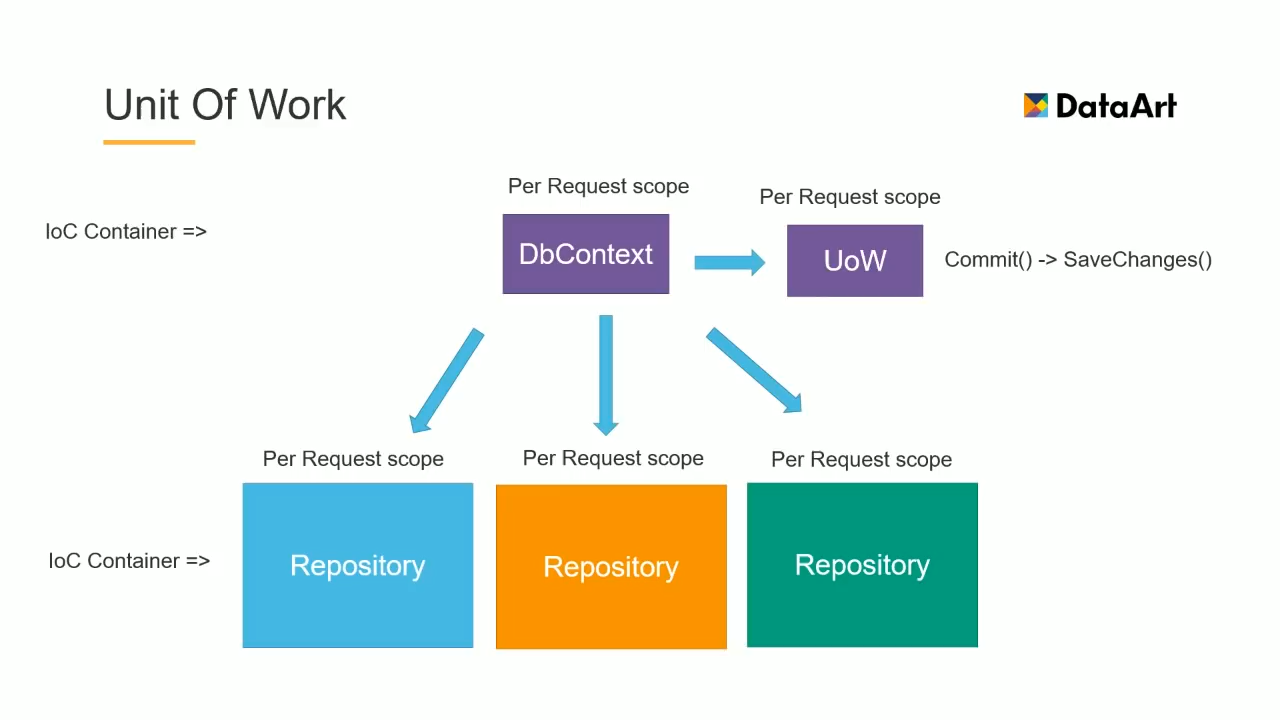 Unit Of Work
DataArt
Per Request scope
Per Request scope
IoC Container =>
DbContext
UoW
Commit() -> SaveChanges()
Per Request scope
Per Request scope
Per Request scope
IoC Container =>
Repository
Repository
Repository